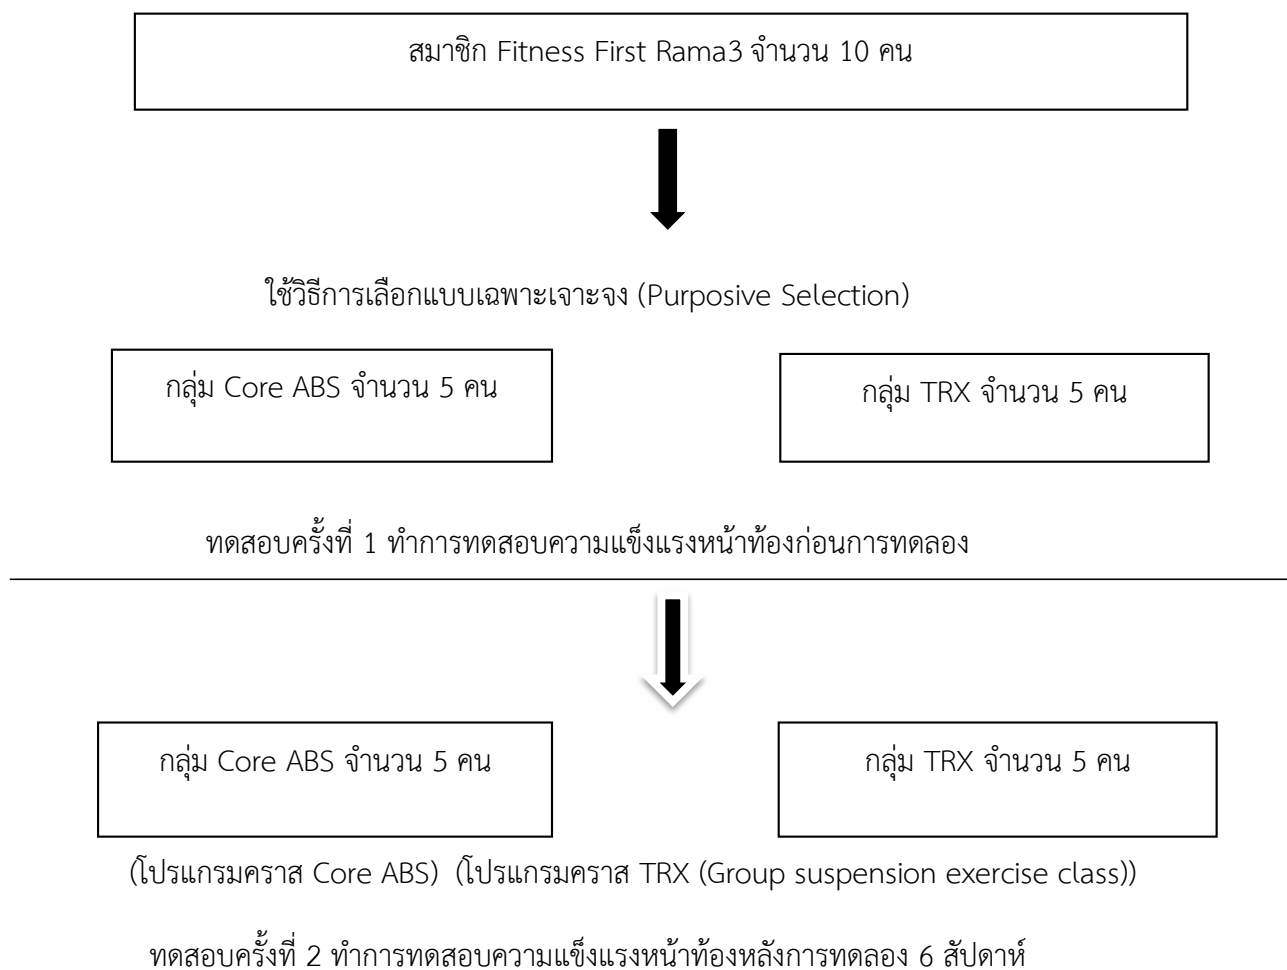 สมาชิก Fitness First Rama3 จำนวน 10 คน
ใช้วิธีการเลือกแบบเฉพาะเจาะจง (Purposive Selection)
กลุ่ม Core ABS จำนวน 5 คน
กลุ่ม TRX จำนวน 5 คน
ทดสอบครั้งที่ 1 ทำการทดสอบความแข็งแรงหน้าท้องก่อนการทดลอง
กลุ่ม Core ABS จำนวน 5 คน
กลุ่ม TRX จำนวน 5 คน
(โปรแกรมคราส Core ABS) (โปรแกรมคราส TRX (Group suspension exercise class))
ทดสอบครั้งที่ 2 ทำการทดสอบความแข็งแรงหน้าท้องหลังการทดลอง 6 สัปดาห์